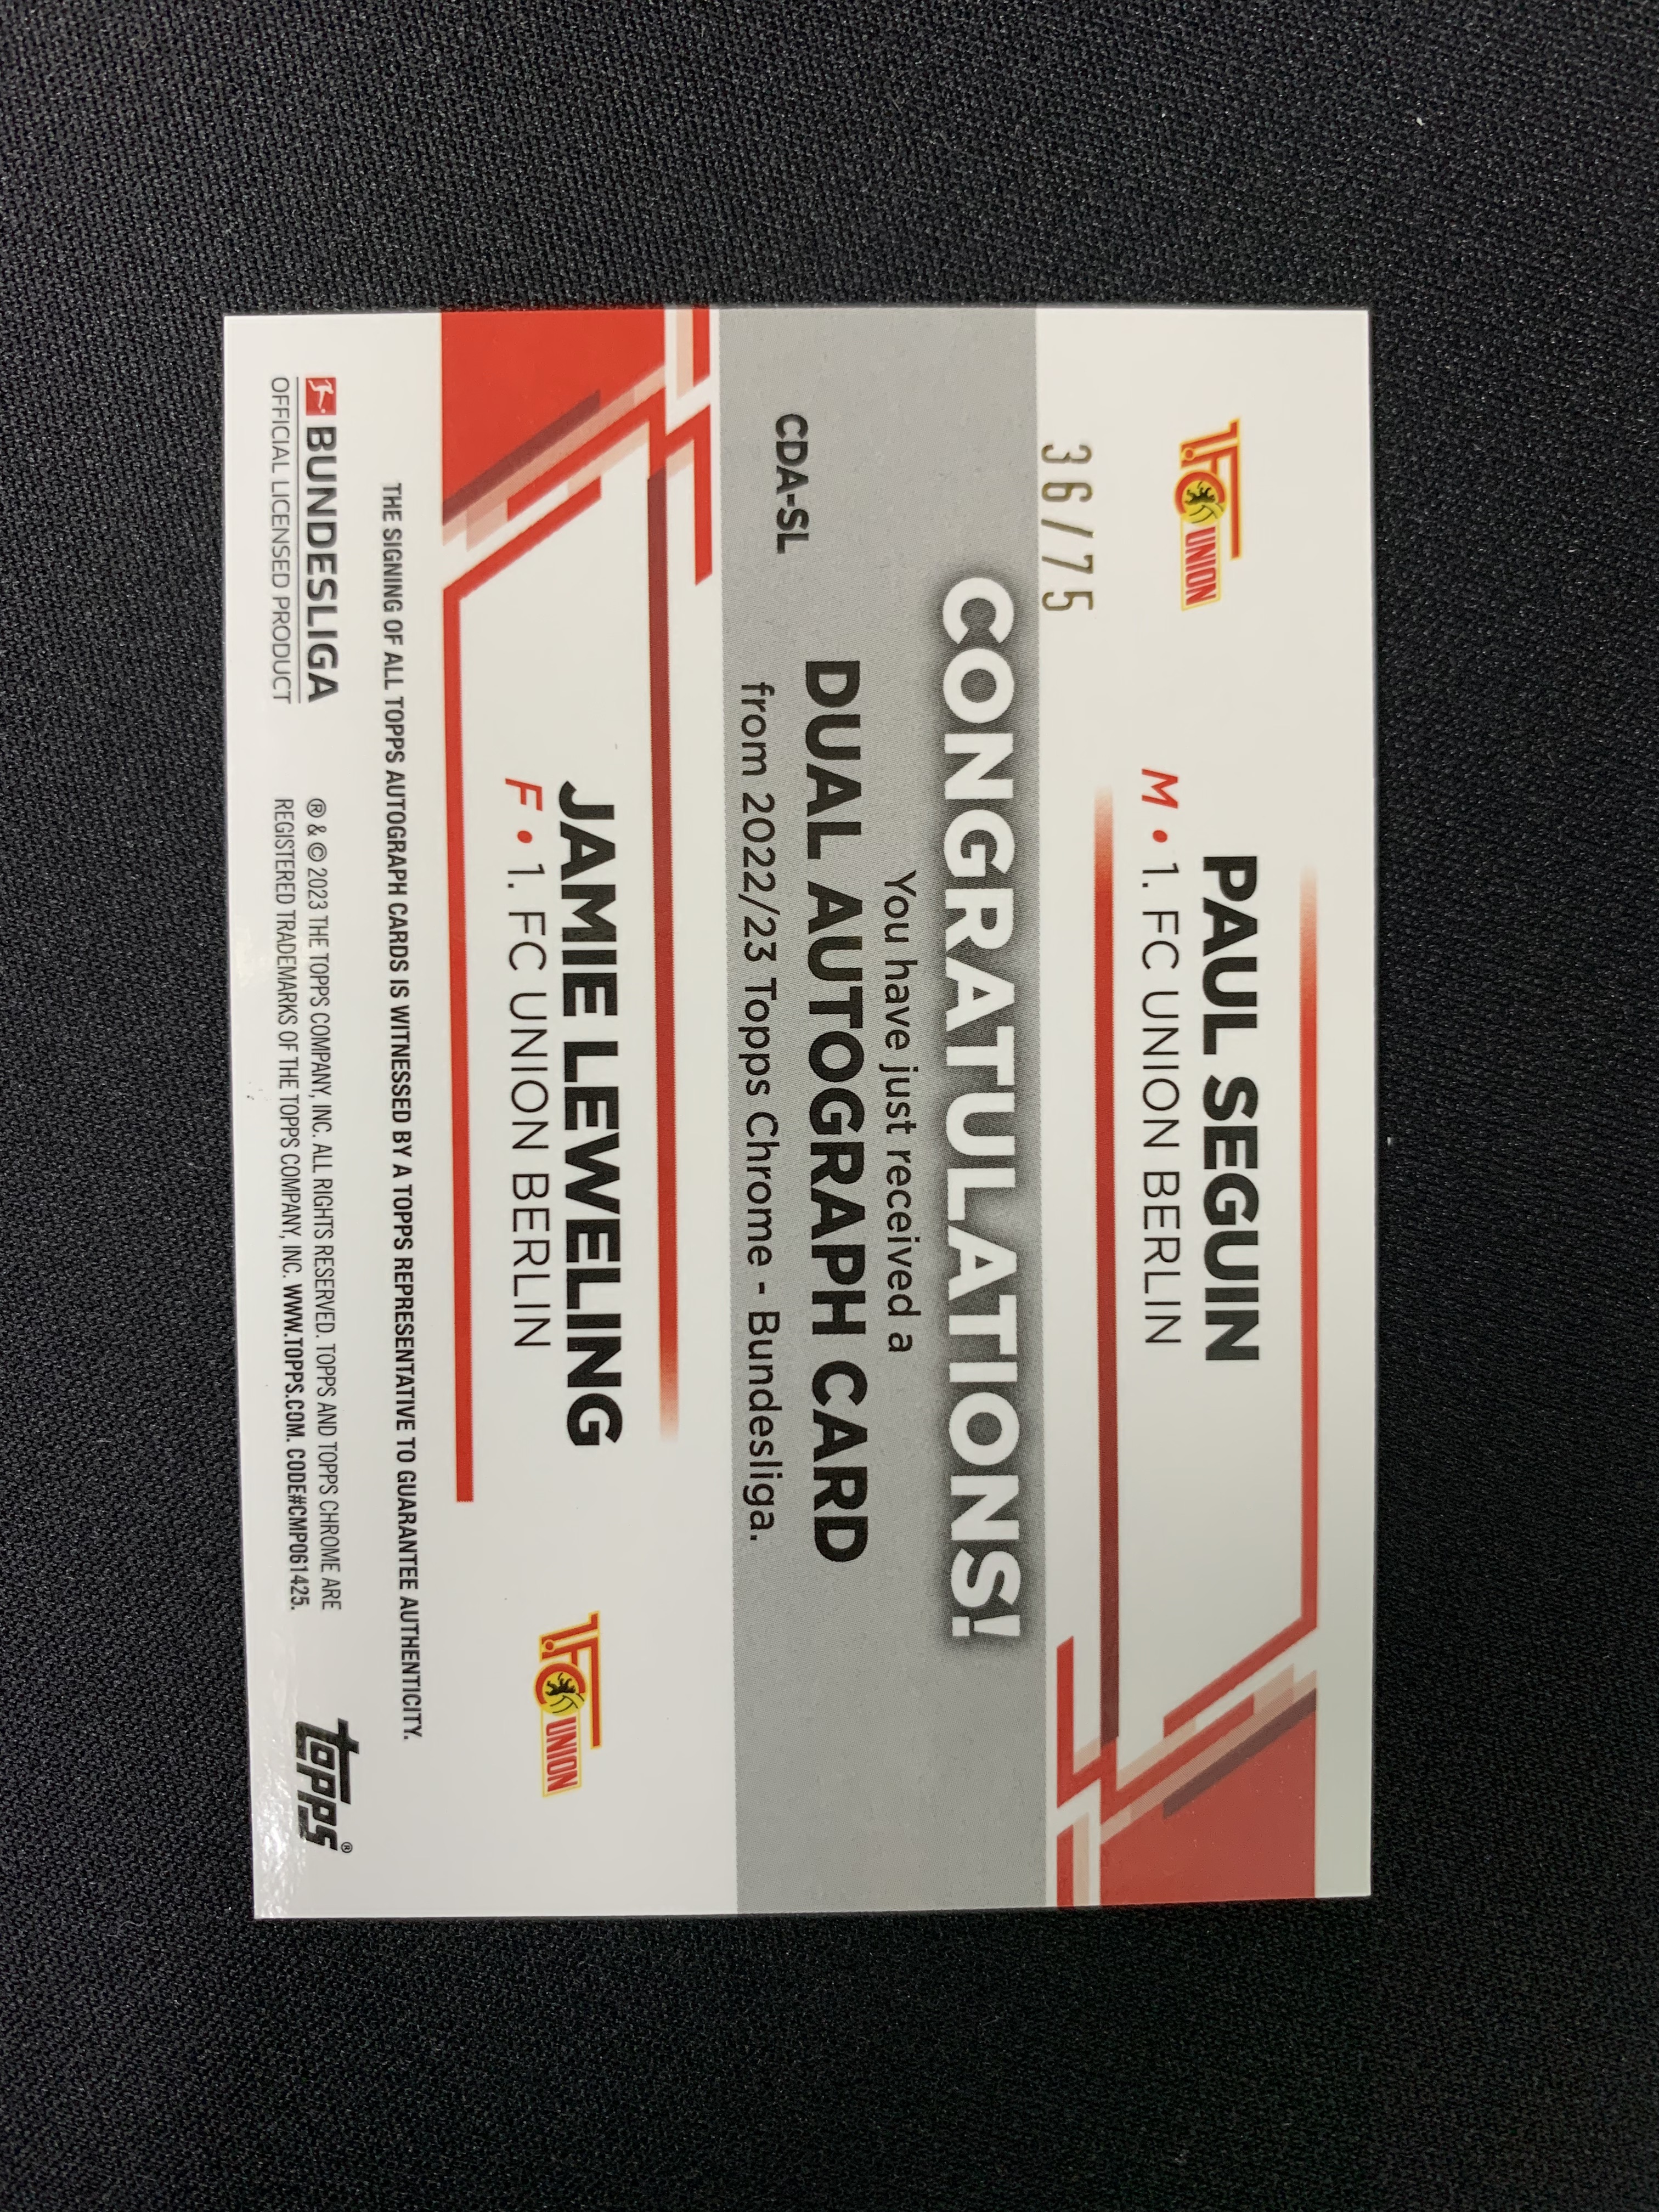 1.FC UNION
PAUL SEGUIN
M • 1. FC UNION BERLIN
36/75
CONGRATULATIONS!
You have just received a
DUAL AUTOGRAPH CARD
CDA-SL
from 2022/23 Topps Chrome - Bundesliga.
JAMIE LEWELING
F • 1. FC UNION BERLIN
1.FC UNION
THE SIGNING OF ALL TOPPS AUTOGRAPH CARDS IS WITNESSED BY A TOPPS REPRESENTATIVE TO GUARANTEE AUTHENTICITY.
BUNDESLIGA
OFFICIAL LICENSED PRODUCT
® & © 2023 THE TOPPS COMPANY, INC. ALL RIGHTS RESERVED. TOPPS AND TOPPS CHROME ARE
REGISTERED TRADEMARKS OF THE TOPPS COMPANY, INC. WWW.TOPPS.COM. CODE#CMP061425.
topps®